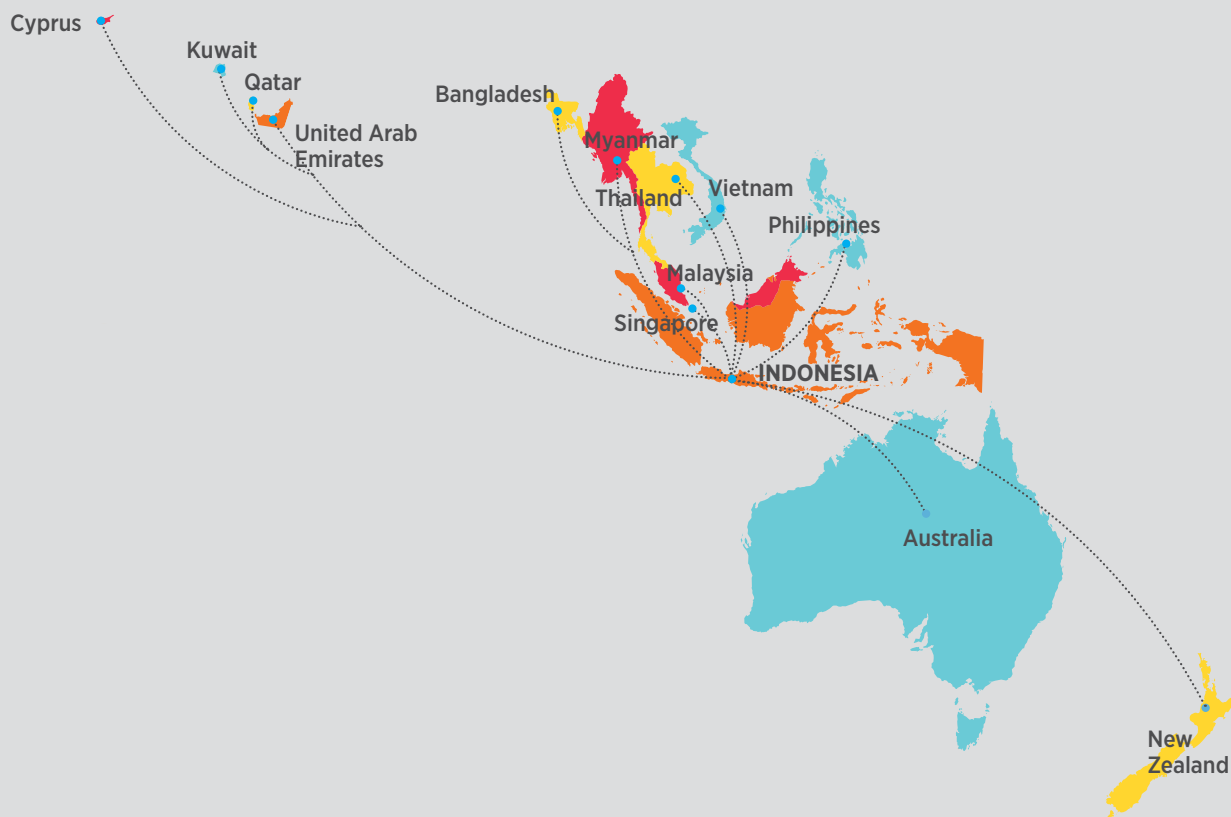 Cyprus
Kuwait
Qatar
United Arab
Emirates
Bangladesh
Myanmar
Thailand
Vietnam
Philippines
Malaysia
Singapore
INDONESIA
Australia
New
Zealand